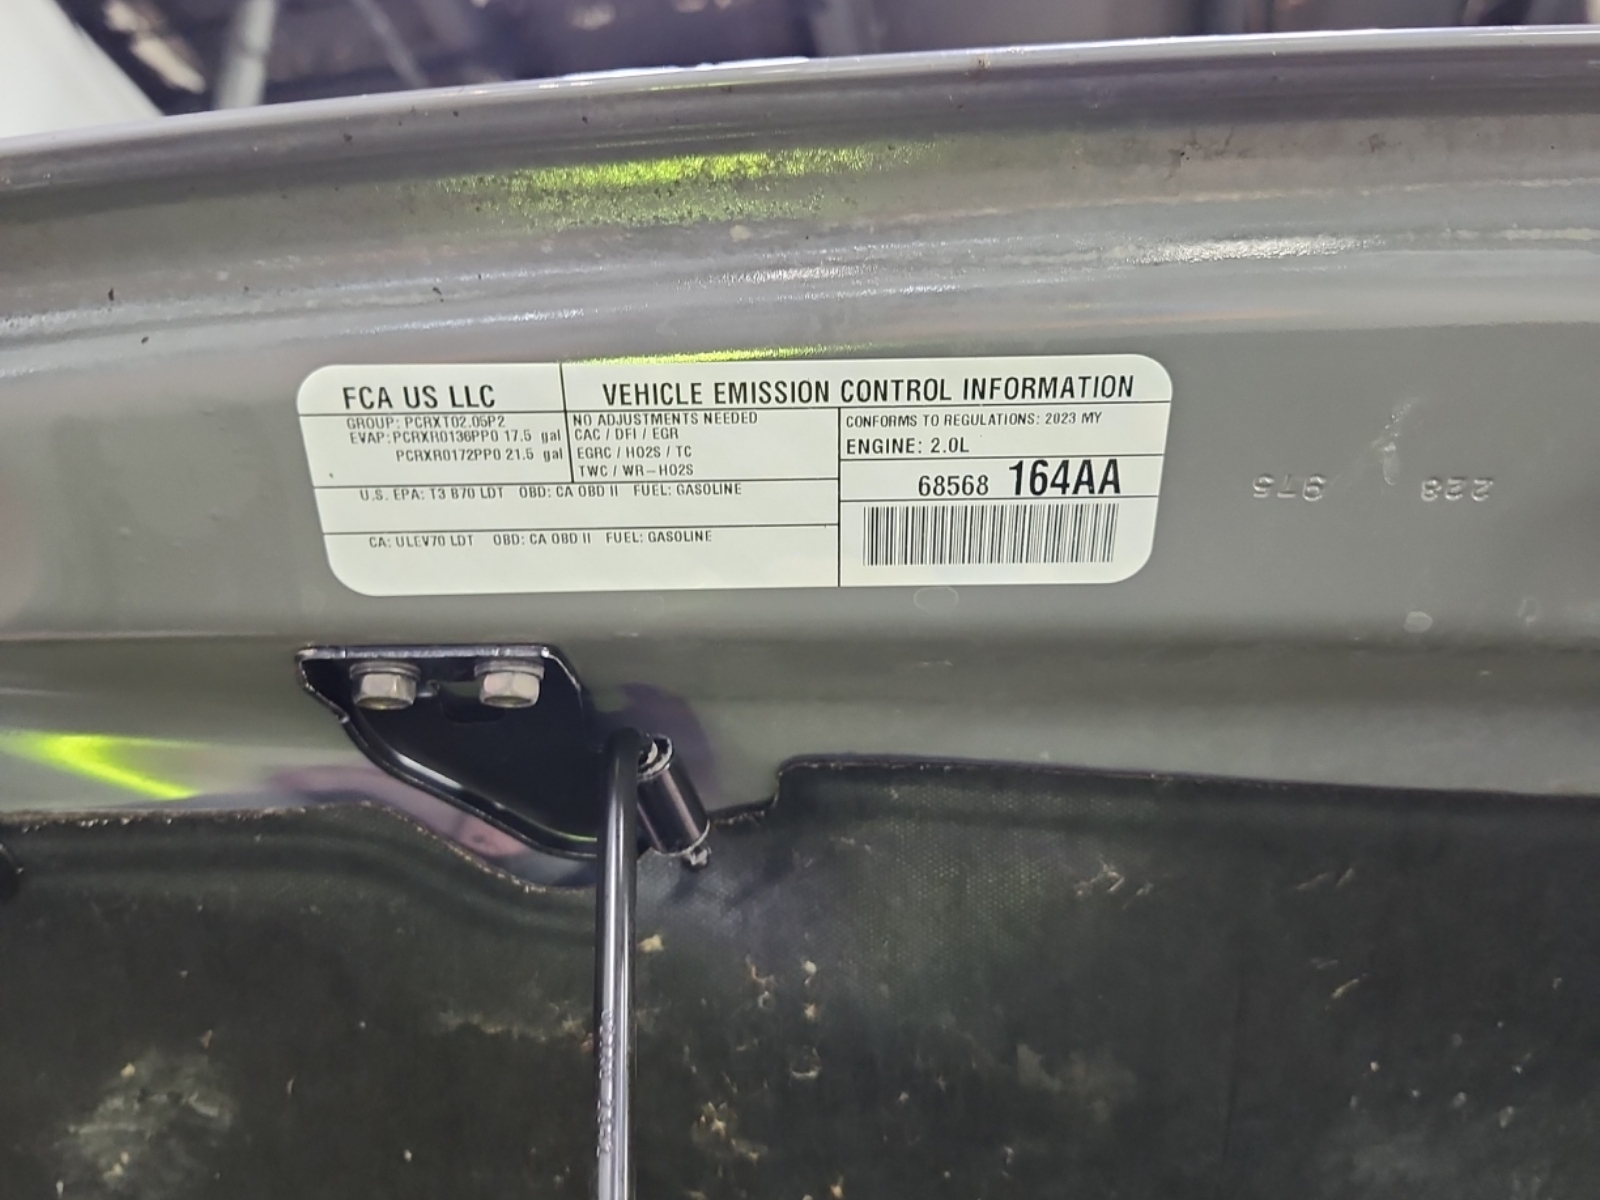 FCA US LLC
VEHICLE EMISSION CONTROL INFORMATION
GROUP: PCRXT02.05P2
EVAP: PCRXR0136PP0 17.5 gal
PCRXR0172PP0 21.5 gal
NO ADJUSTMENTS NEEDED
CAC / DFI / EGR
EGRC / HO2S / TC
TWC / WR-HO2S
CONFORMS TO REGULATIONS: 2023 MY
ENGINE: 2.0L
U.S. EPA: T3 B70 LDT OBD: CA OBD II FUEL: GASOLINE
68568 164AA
CA: ULEV70 LDT OBD: CA OBD II FUEL: GASOLINE
975 228